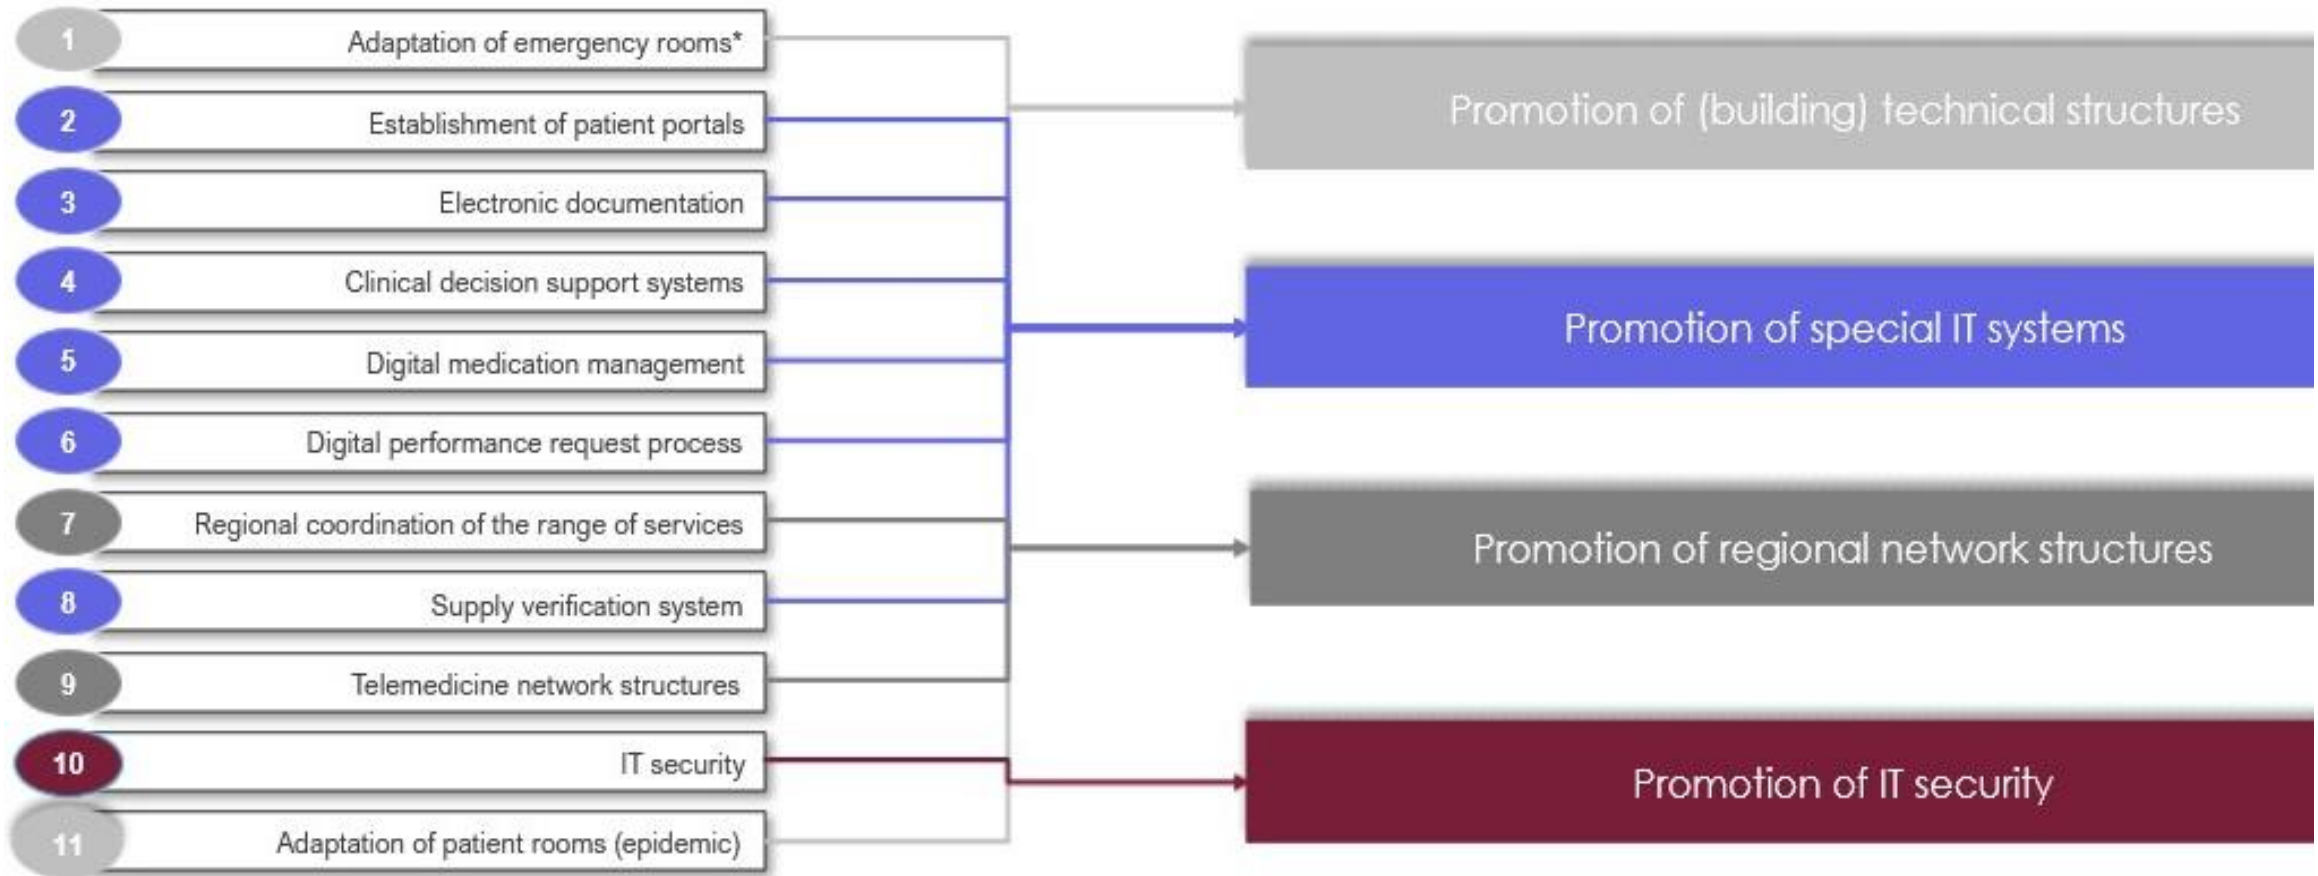 1
Adaptation of emergency rooms*
2
Establishment of patient portals
3
Electronic documentation
4
Clinical decision support systems
5
Digital medication management
6
Digital performance request process
7
Regional coordination of the range of services
8
Supply verification system
9
Telemedicine network structures
10
IT security
11
Adaptation of patient rooms (epidemic)
Promotion of (building) technical structures
Promotion of special IT systems
Promotion of regional network structures
Promotion of IT security